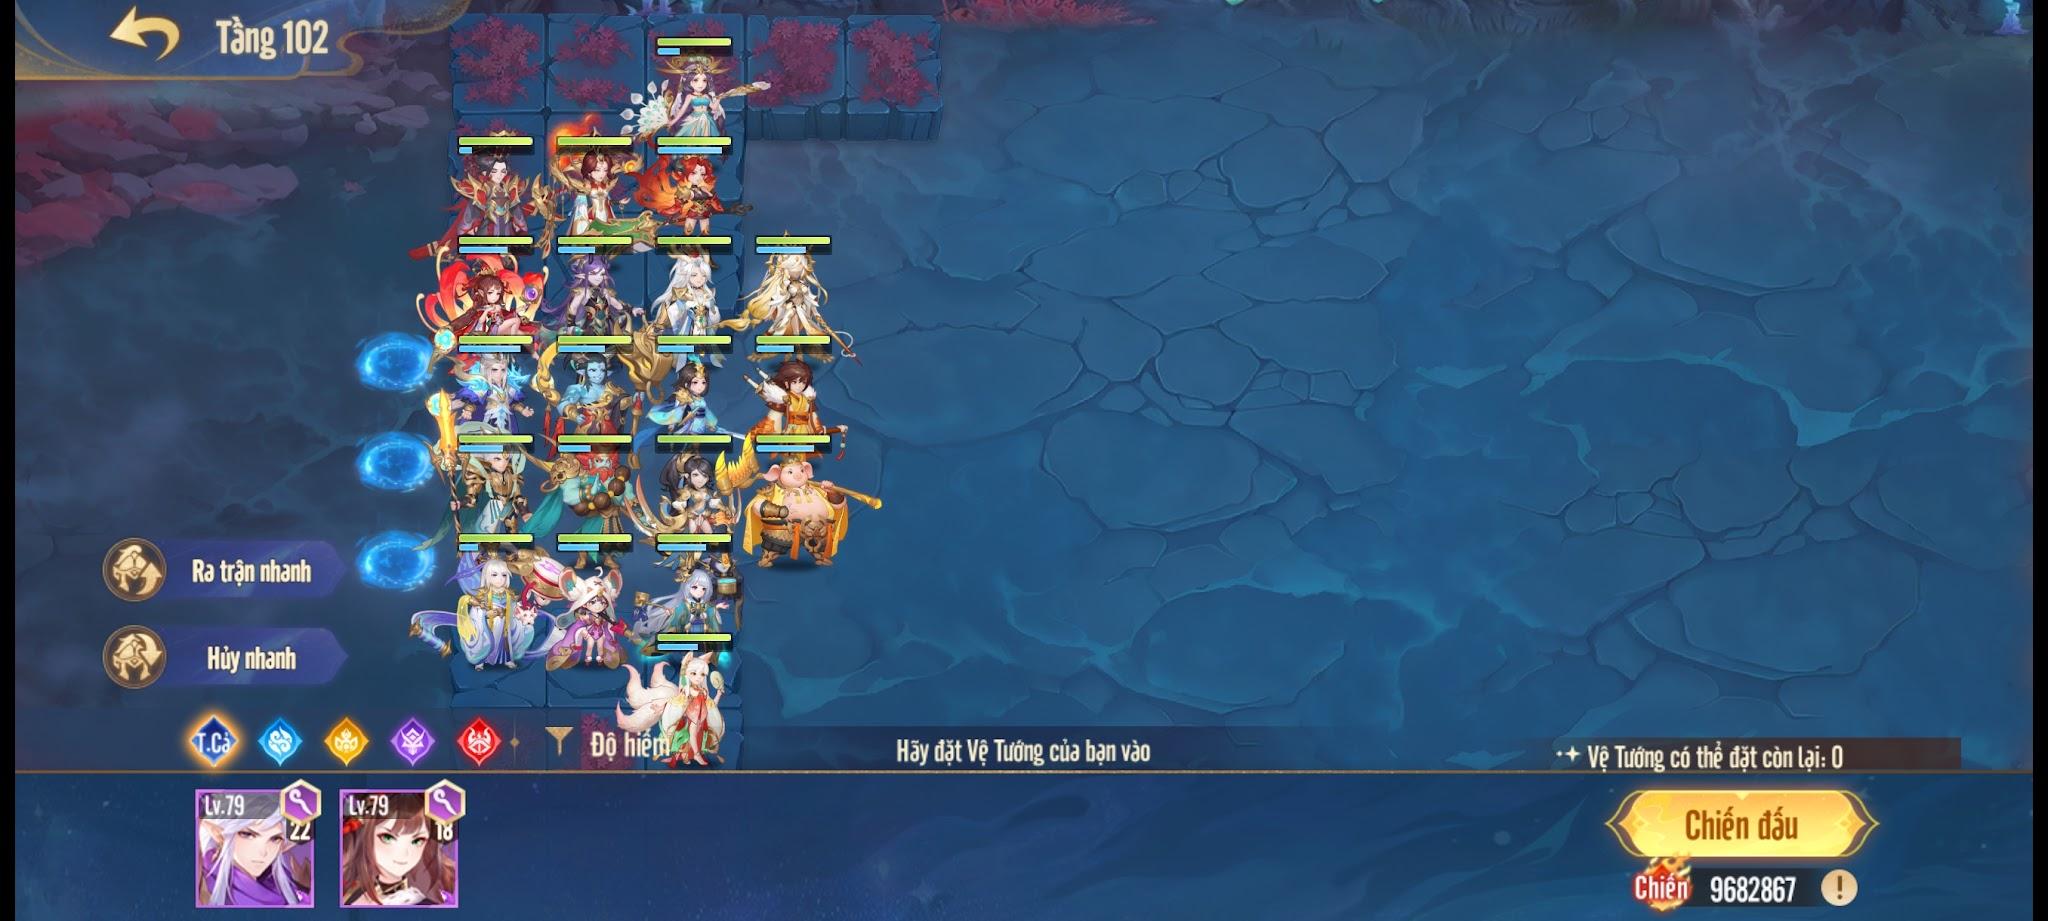 Tầng 102
Ra trận nhanh
Hủy nhanh
T.Cả
Độ hiếm
Hãy đặt Vệ Tướng của bạn vào
Vệ Tướng có thể đặt còn lại: 0
Lv.79
22
Lv.79
18
Chiến đấu
Chiến 9682867
!